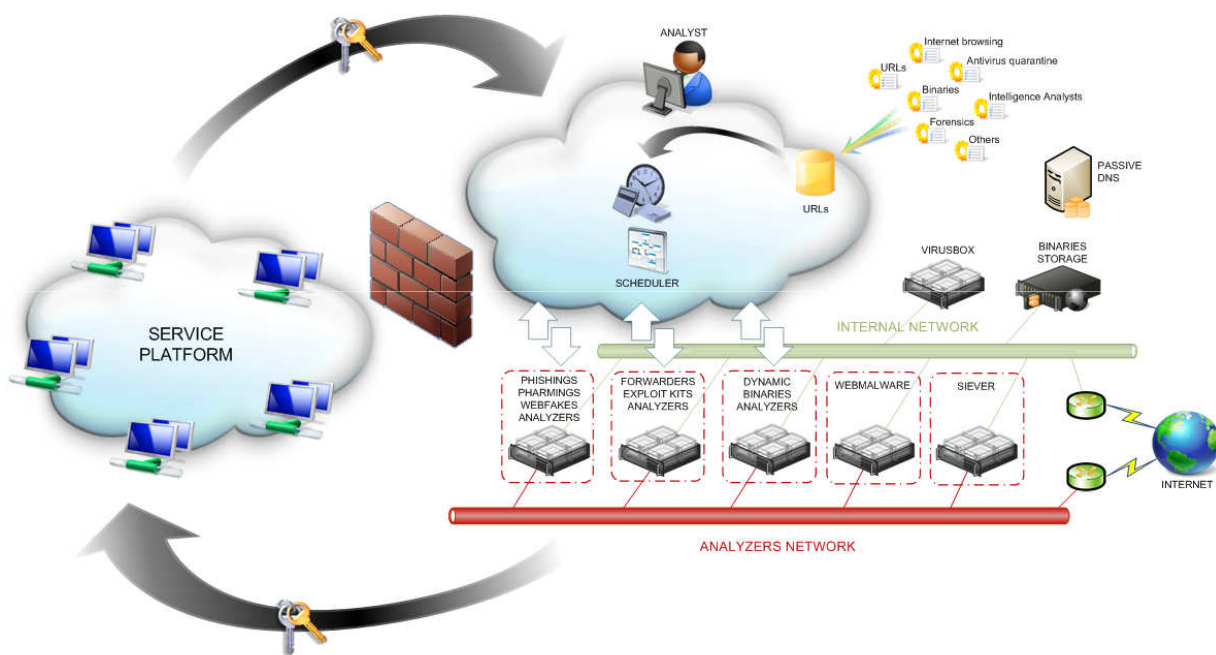 ANALYST
Internet browsing
URLs
Antivirus quarantine
Binaries
Intelligence Analysts
Forensics
Others
PASSIVE
DNS
URLs
SCHEDULER
VIRUSBOX
BINARIES
STORAGE
SERVICE
PLATFORM
INTERNAL NETWORK
PHISHINGS
PHARMINGS
WEBFAKES
ANALYZERS
FORWARDERS
EXPLOIT KITS
ANALYZERS
DYNAMIC
BINARIES
ANALYZERS
WEBMALWARE
SIEVER
INTERNET
ANALYZERS NETWORK